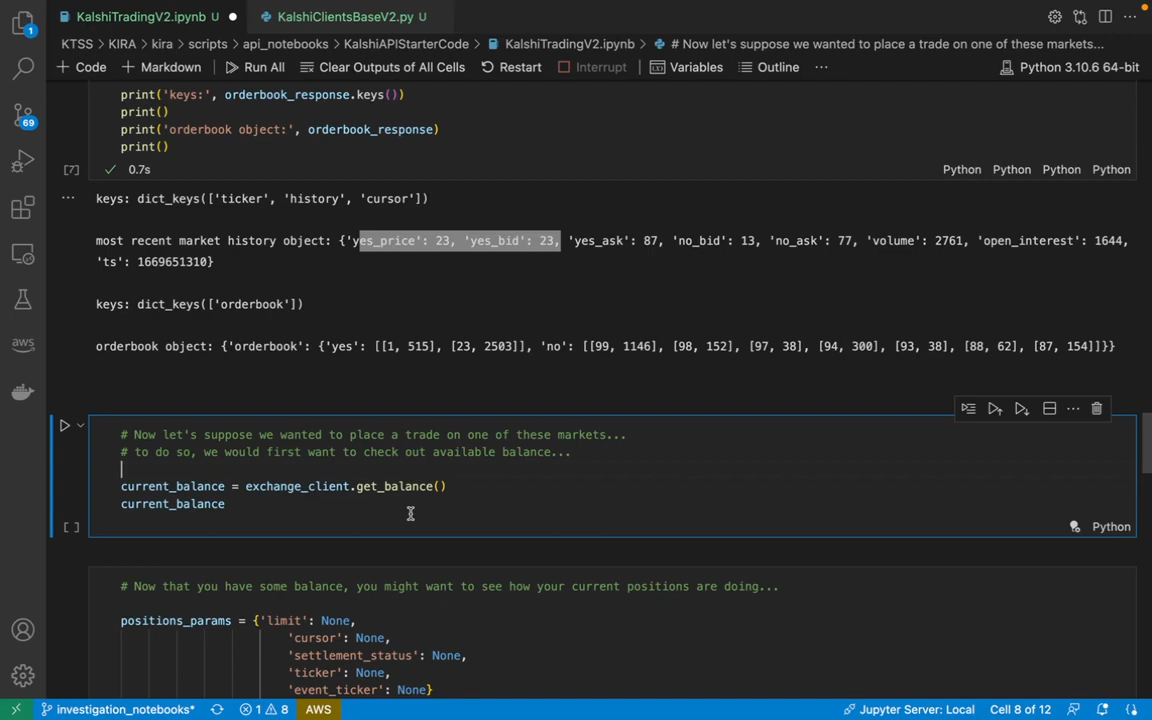 KalshiTradingV2.ipynb U KalshiClientsBaseV2.py U
KTSS > KIRA > kira > scripts > api_notebooks > KalshiAPIStarterCode > KalshiTradingV2.ipynb > # Now let's suppose we wanted to place a trade on one of these markets...
+ Code + Markdown Run All Clear Outputs of All Cells Restart Interrupt Variables Outline ... Python 3.10.6 64-bit
print('keys:', orderbook_response.keys())
print()
print('orderbook object:', orderbook_response)
print()
[7] 0.7s Python Python Python Python
... keys: dict_keys(['ticker', 'history', 'cursor'])
most recent market history object: {'yes_price': 23, 'yes_bid': 23, 'yes_ask': 87, 'no_bid': 13, 'no_ask': 77, 'volume': 2761, 'open_interest': 1644,
'ts': 1669651310}
keys: dict_keys(['orderbook'])
orderbook object: {'orderbook': {'yes': [[1, 515], [23, 2503]], 'no': [[99, 1146], [98, 152], [97, 38], [94, 300], [93, 38], [88, 62], [87, 154]]}}
# Now let's suppose we wanted to place a trade on one of these markets...
# to do so, we would first want to check out available balance...
current_balance = exchange_client.get_balance()
current_balance
[ ] Python
# Now that you have some balance, you might want to see how your current positions are doing...
positions_params = {'limit': None,
'cursor': None,
'settlement_status': None,
'ticker': None,
'event_ticker': None}
1
69
aws
investigation_notebooks* 1 8 AWS Jupyter Server: Local Cell 8 of 12